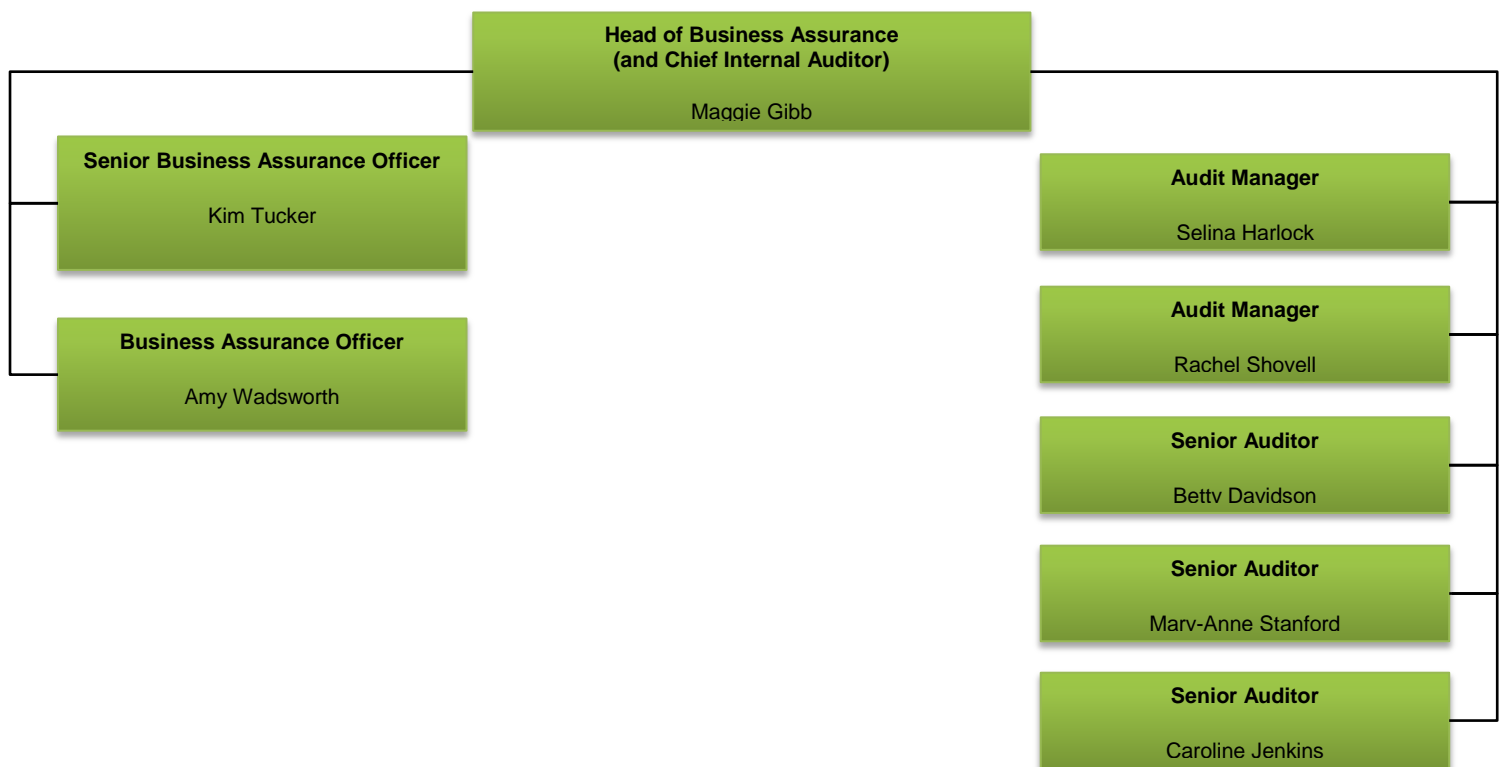 Head of Business Assurance
(and Chief Internal Auditor)
Maggie Gibb
Senior Business Assurance Officer
Kim Tucker
Business Assurance Officer
Amy Wadsworth
Audit Manager
Selina Harlock
Audit Manager
Rachel Shovell
Senior Auditor
Betty Davidson
Senior Auditor
Mary-Anne Stanford
Senior Auditor
Caroline Jenkins